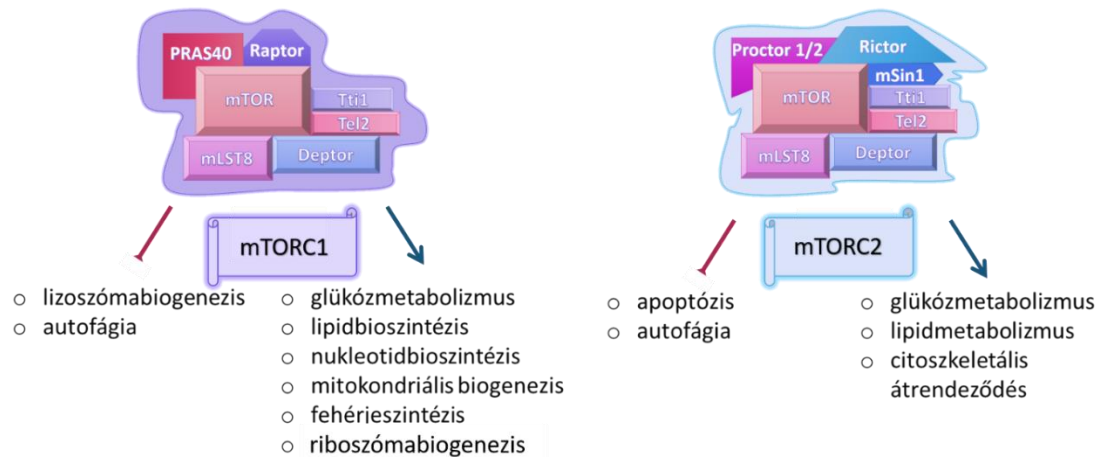 PRAS40
Raptor
mTOR
Tti1
Tel2
mLST8
Deptor
mTORC1
○ lizoszómabiogenezis
○ autofágia
○ glükózmetabolizmus
○ lipidbioszintézis
○ nukleotidbioszintézis
○ mitokondriális biogenezis
○ fehérjeszintézis
○ riboszómabiogenezis
Proctor 1/2
Rictor
mSin1
mTOR
Tti1
Tel2
mLST8
Deptor
mTORC2
○ apoptózis
○ autofágia
○ glükózmetabolizmus
○ lipidmetabolizmus
○ citoszkeletális
átrendeződés